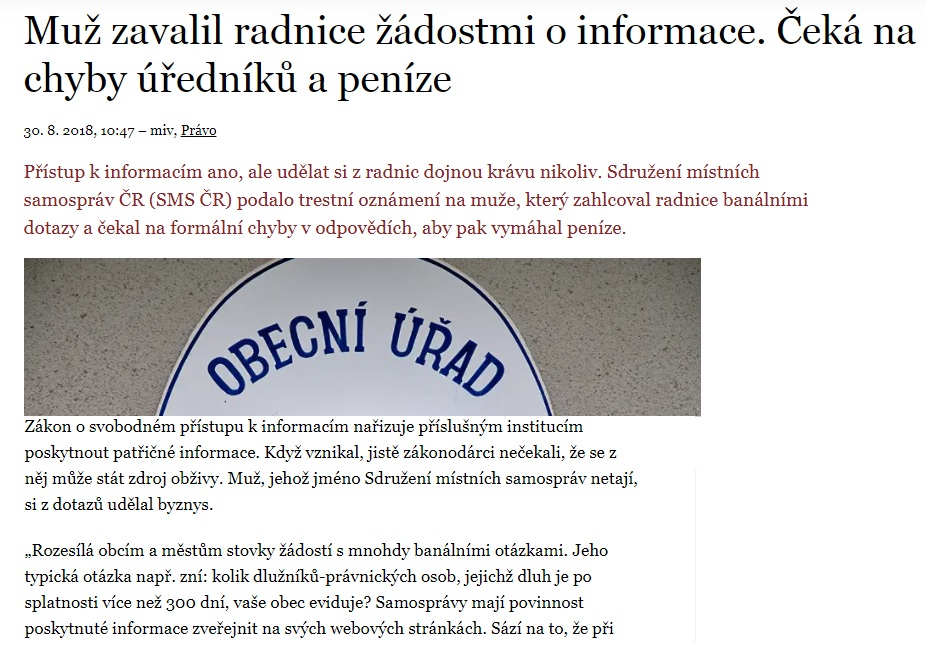 Muž zavalil radnice žádostmi o informace. Čeká na
chyby úředníků a peníze
30. 8. 2018, 10:47 – miv, Právo
Přístup k informacím ano, ale udělat si z radnic dojnou krávu nikoliv. Sdružení místních
samospráv ČR (SMS ČR) podalo trestní oznámení na muže, který zahlcoval radnice banálními
dotazy a čekal na formální chyby v odpovědích, aby pak vymáhal peníze.
OBECNÍ ÚŘAD
Zákon o svobodném přístupu k informacím nařizuje příslušným institucím
poskytnout patřičné informace. Když vznikal, jistě zákonodárci nečekali, že se z
něj může stát zdroj obživy. Muž, jehož jméno Sdružení místních samospráv netají,
si z dotazů udělal byznys.
„Rozesílá obcím a městům stovky žádostí s mnohdy banálními otázkami. Jeho
typická otázka např. zní: kolik dlužníků-právnických osob, jejichž dluh je po
splatnosti více než 300 dní, vaše obec eviduje? Samosprávy mají povinnost
poskytnuté informace zveřejnit na svých webových stránkách. Sází na to, že při